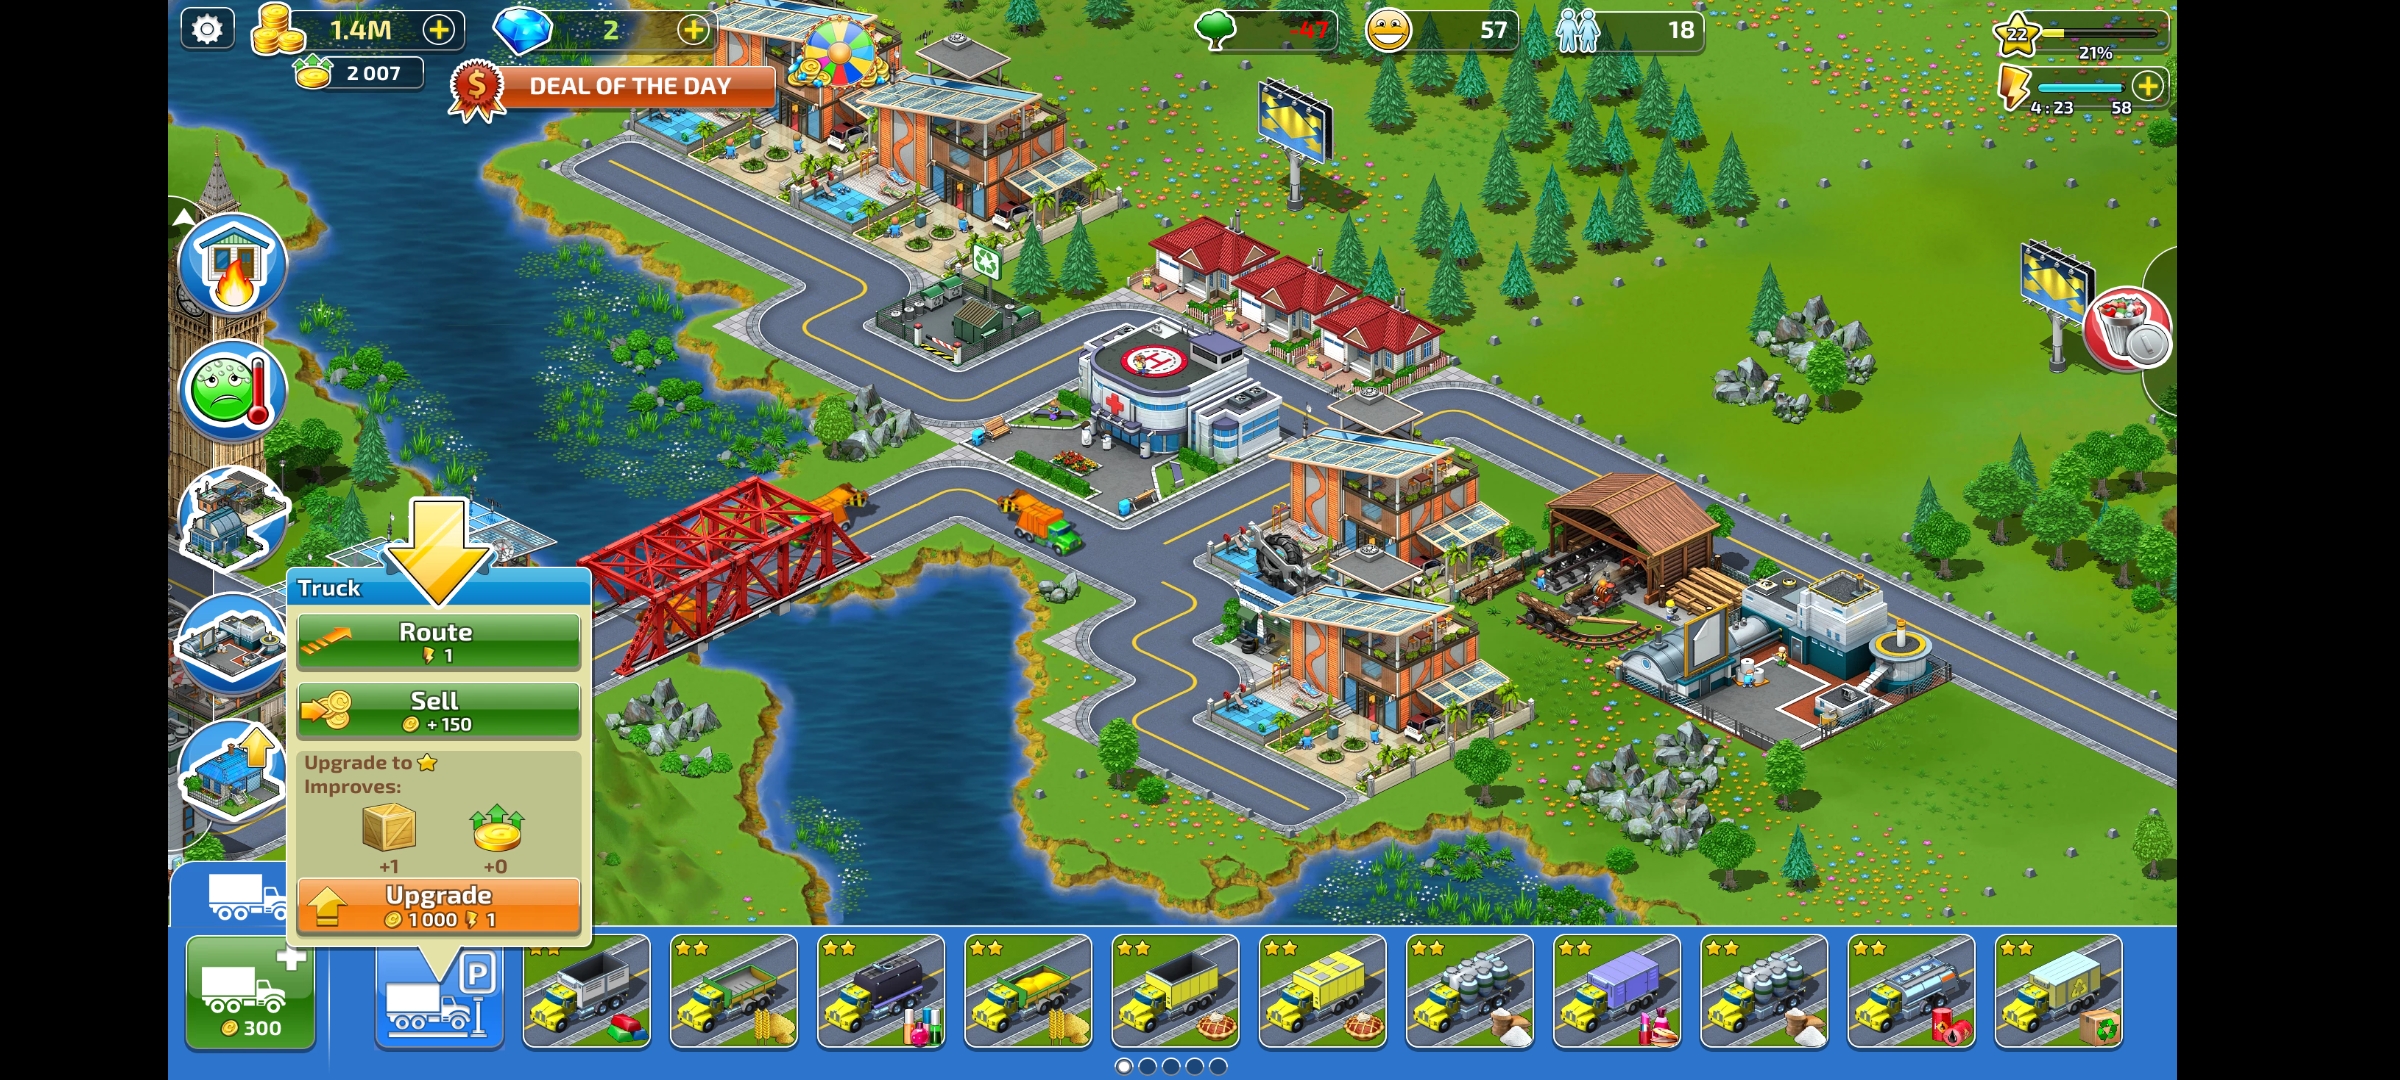 1.4M
2
-47
57
18
22
21%
2 007
DEAL OF THE DAY
4:23
58
H
Truck
Route
1
Sell
+150
Upgrade to
Improves:
+1
+0
Upgrade
1 000
1
P
300